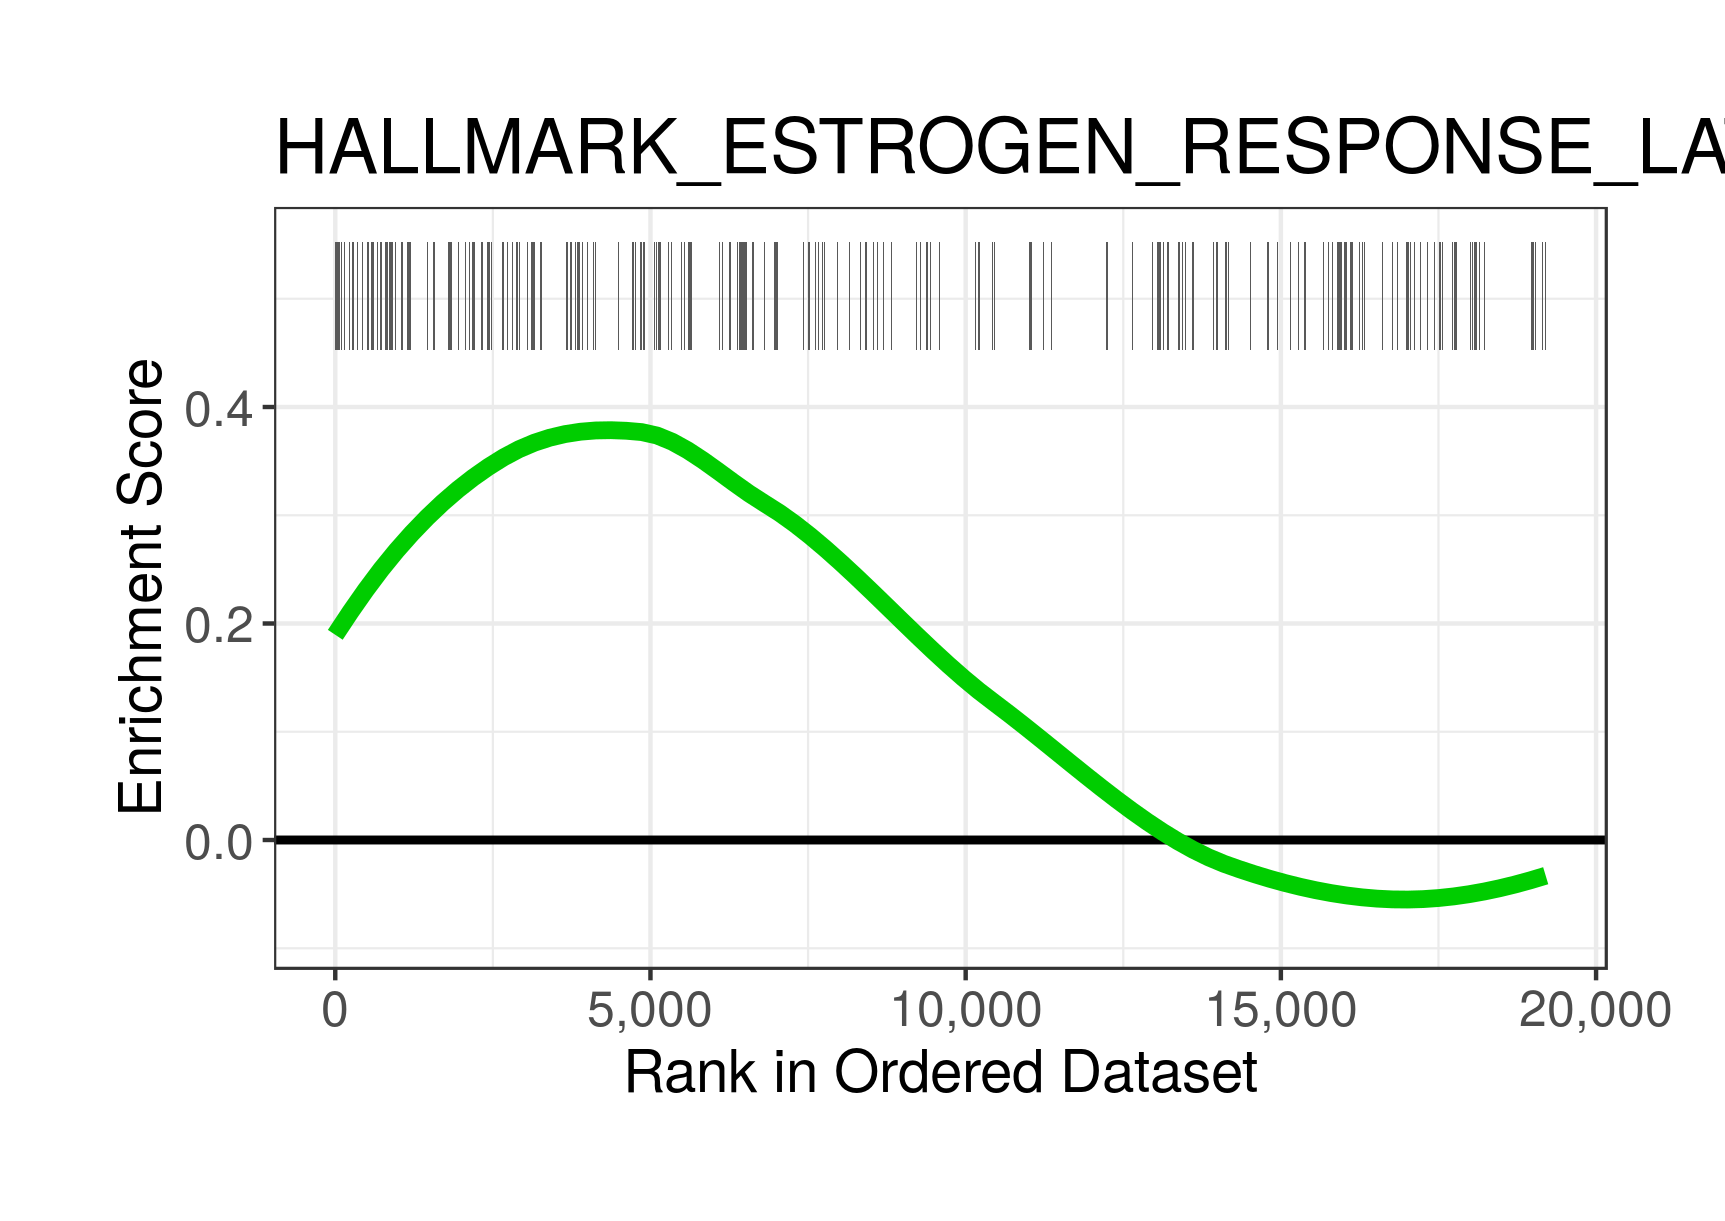 HALLMARK_ESTROGEN_RESPONSE_LA
Enrichment Score
0.4
0.2
0.0
0 5,000 10,000 15,000 20,000
Rank in Ordered Dataset